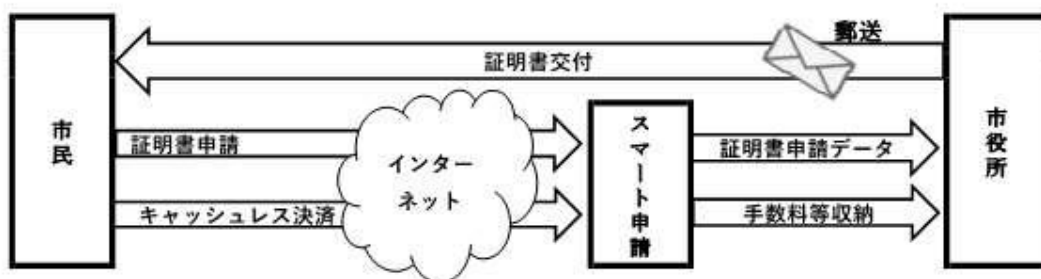 郵送
証明書交付
市民
証明書申請
キャッシュレス決済
インター
ネット
スマート申請
証明書申請データ
手数料等収納
市役所